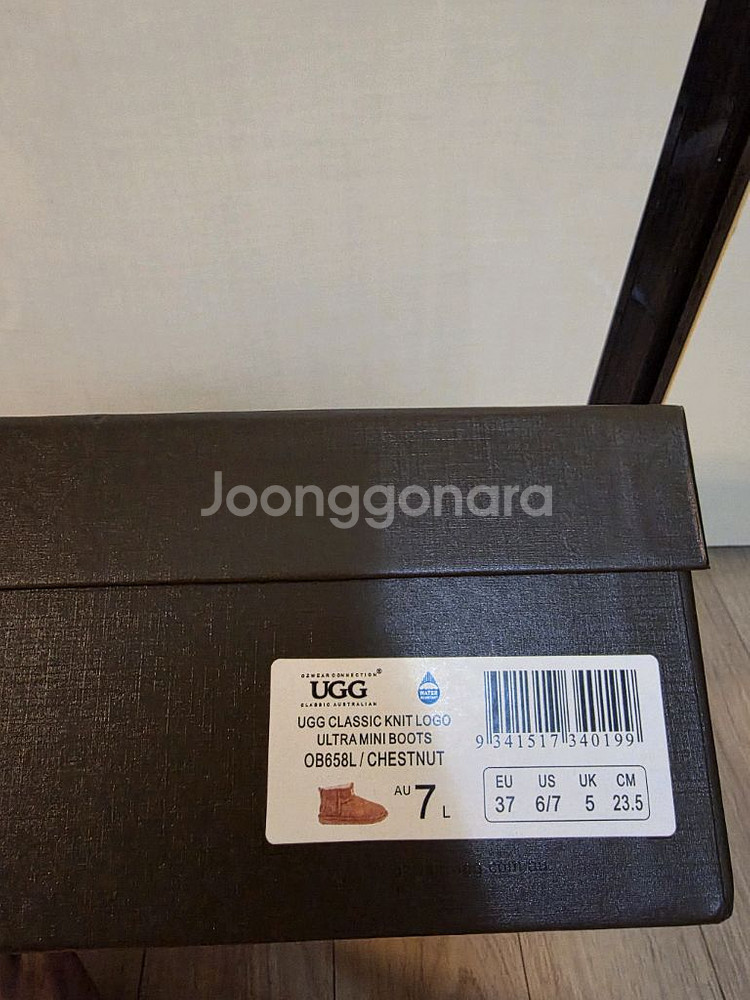 Joonggonara
OZWEAR CONNECTION®
UGG
CLASSIC AUSTRALIAN
WATER
UGG CLASSIC KNIT LOGO
ULTRA MINI BOOTS
OB658L / CHESTNUT
AU 7 L
9 341517 340199
EU US UK CM
37 6/7 5 23.5